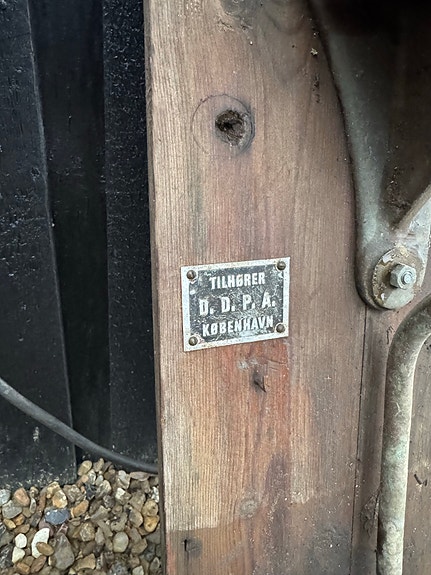 TILHØRER
D. D. P. A.
KØBENHAVN